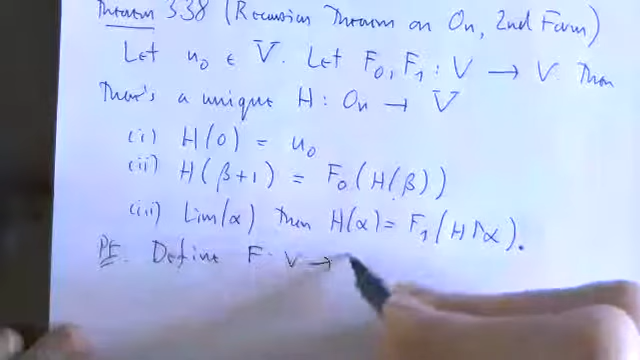 Theorem 3.38 (Recursion Theorem on On, 2nd Form)
Let u₀ ∈ V. Let F₀, F₁ : V → V. Then
there's a unique H : On → V
(i) H(0) = u₀
(ii) H(β+1) = F₀(H(β))
(iii) Lim(α) then H(α) = F₁(H↾α).
Pf. Define F: V →